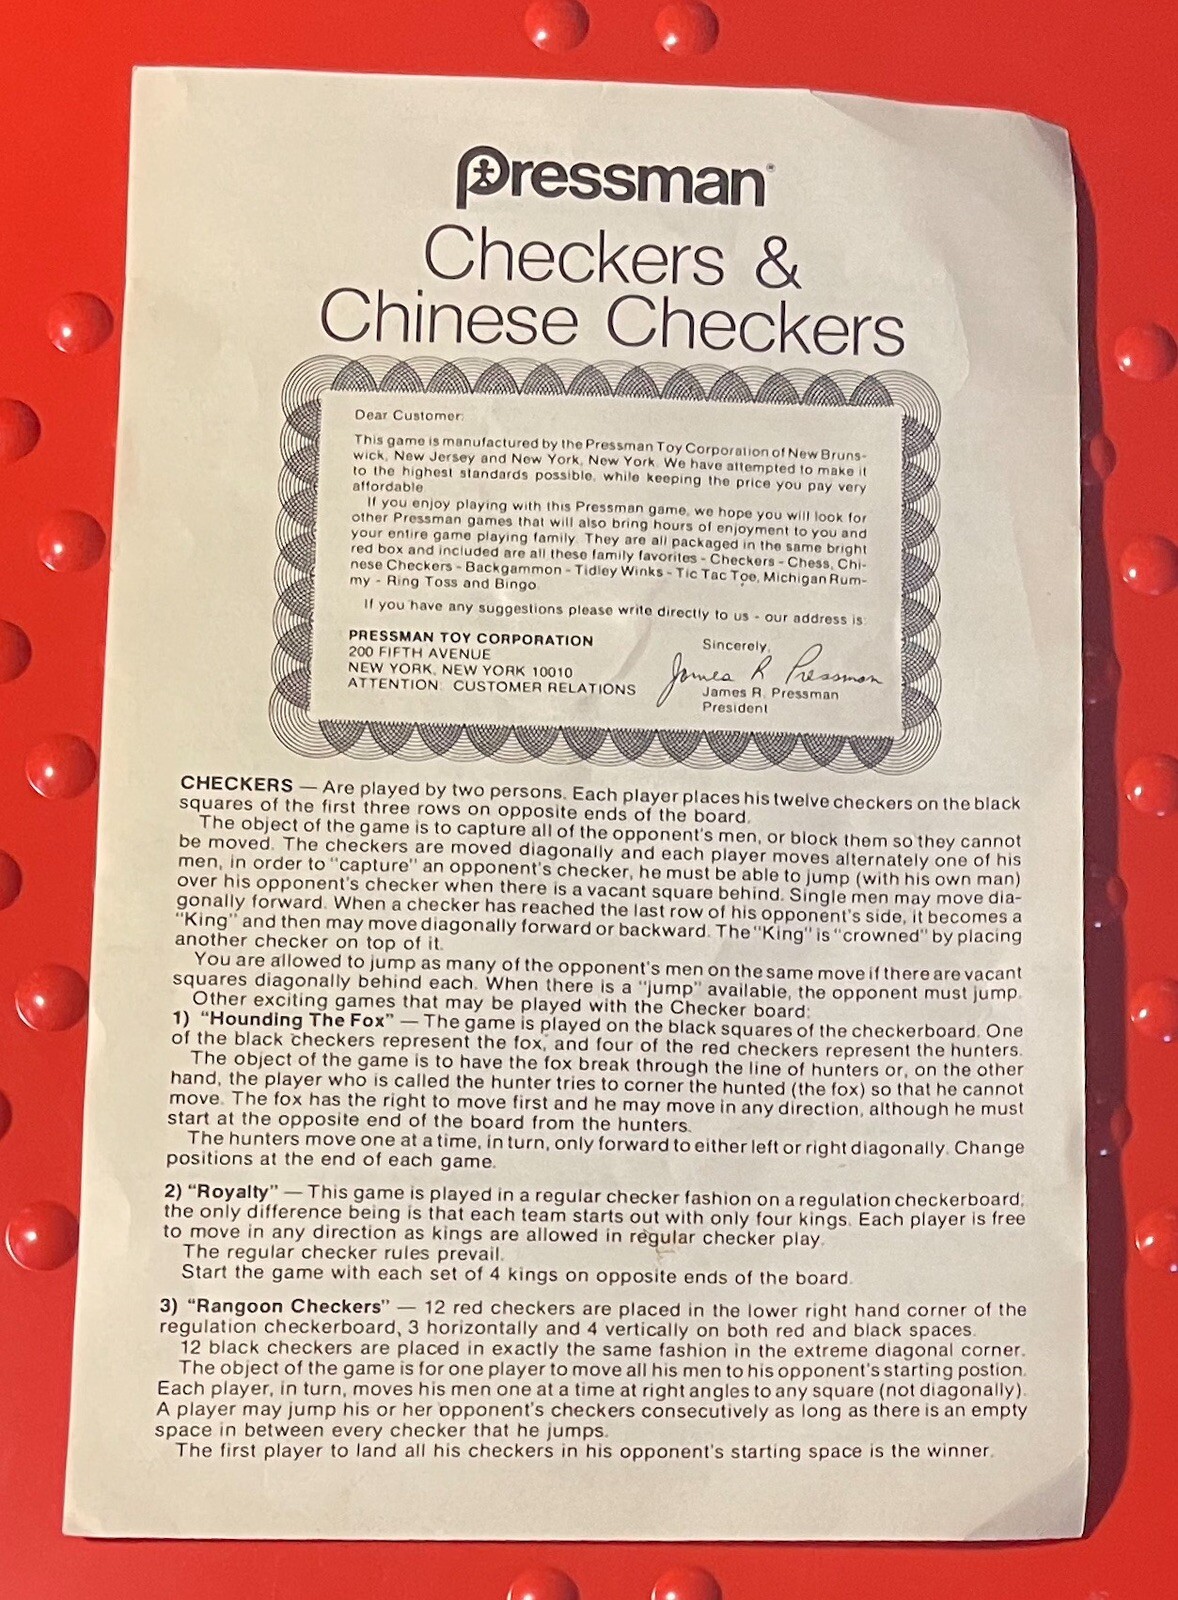 Pressman®
Checkers &
Chinese Checkers
Dear Customer:
This game is manufactured by the Pressman Toy Corporation of New Bruns-
wick, New Jersey and New York, New York. We have attempted to make it
to the highest standards possible, while keeping the price you pay very
affordable.
If you enjoy playing with this Pressman game, we hope you will look for
other Pressman games that will also bring hours of enjoyment to you and
your entire game playing family. They are all packaged in the same bright
red box and included are all these family favorites - Checkers - Chess, Chi-
nese Checkers - Backgammon - Tidley Winks - Tic Tac Toe, Michigan Rum-
my - Ring Toss and Bingo.
If you have any suggestions please write directly to us - our address is:
PRESSMAN TOY CORPORATION
200 FIFTH AVENUE
NEW YORK, NEW YORK 10010
ATTENTION: CUSTOMER RELATIONS
Sincerely,
James R Pressman
James R. Pressman
President
CHECKERS — Are played by two persons. Each player places his twelve checkers on the black
squares of the first three rows on opposite ends of the board.
The object of the game is to capture all of the opponent's men, or block them so they cannot
be moved. The checkers are moved diagonally and each player moves alternately one of his
men, in order to "capture" an opponent's checker, he must be able to jump (with his own man)
over his opponent's checker when there is a vacant square behind. Single men may move dia-
gonally forward. When a checker has reached the last row of his opponent's side, it becomes a
"King" and then may move diagonally forward or backward. The "King" is "crowned" by placing
another checker on top of it.
You are allowed to jump as many of the opponent's men on the same move if there are vacant
squares diagonally behind each. When there is a "jump" available, the opponent must jump.
Other exciting games that may be played with the Checker board:
1) "Hounding The Fox" — The game is played on the black squares of the checkerboard. One
of the black checkers represent the fox, and four of the red checkers represent the hunters.
The object of the game is to have the fox break through the line of hunters or, on the other
hand, the player who is called the hunter tries to corner the hunted (the fox) so that he cannot
move. The fox has the right to move first and he may move in any direction, although he must
start at the opposite end of the board from the hunters.
The hunters move one at a time, in turn, only forward to either left or right diagonally. Change
positions at the end of each game.
2) "Royalty" — This game is played in a regular checker fashion on a regulation checkerboard;
the only difference being is that each team starts out with only four kings. Each player is free
to move in any direction as kings are allowed in regular checker play.
The regular checker rules prevail.
Start the game with each set of 4 kings on opposite ends of the board.
3) "Rangoon Checkers" — 12 red checkers are placed in the lower right hand corner of the
regulation checkerboard, 3 horizontally and 4 vertically on both red and black spaces.
12 black checkers are placed in exactly the same fashion in the extreme diagonal corner.
The object of the game is for one player to move all his men to his opponent's starting postion.
Each player, in turn, moves his men one at a time at right angles to any square (not diagonally).
A player may jump his or her opponent's checkers consecutively as long as there is an empty
space in between every checker that he jumps.
The first player to land all his checkers in his opponent's starting space is the winner.